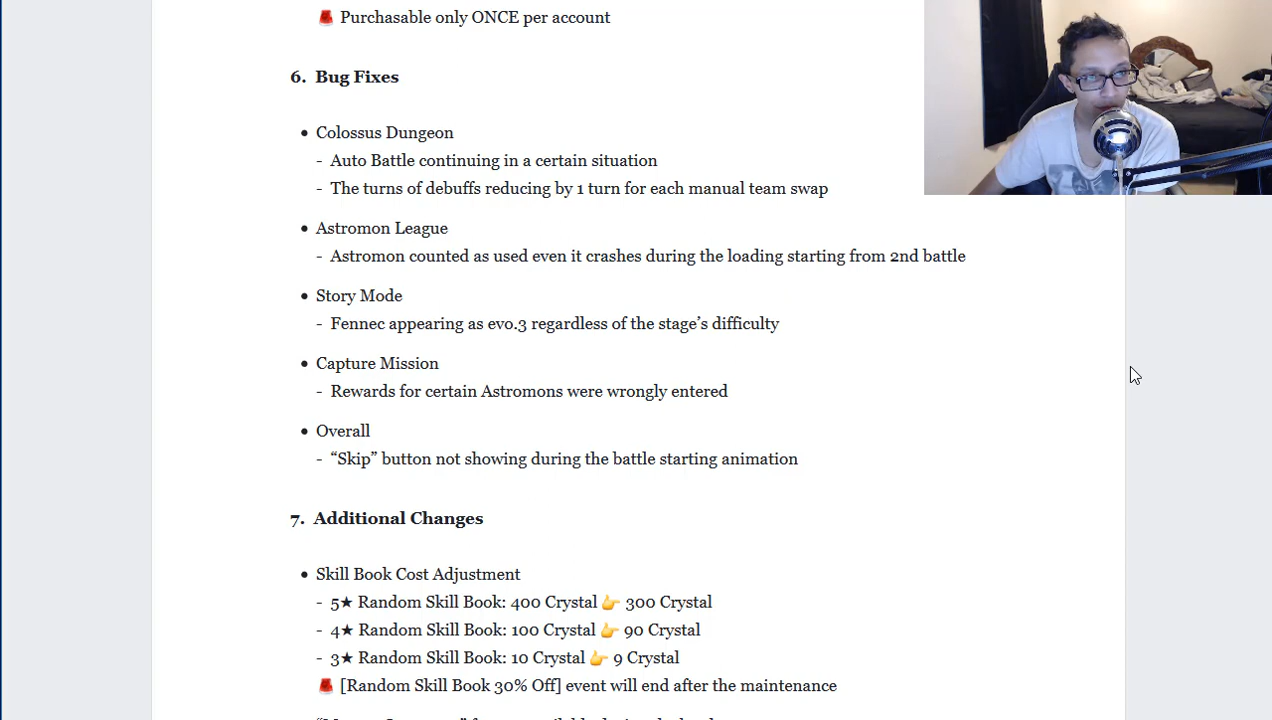 Purchasable only ONCE per account
6. Bug Fixes
• Colossus Dungeon
- Auto Battle continuing in a certain situation
- The turns of debuffs reducing by 1 turn for each manual team swap
• Astromon League
- Astromon counted as used even it crashes during the loading starting from 2nd battle
• Story Mode
- Fennec appearing as evo.3 regardless of the stage’s difficulty
• Capture Mission
- Rewards for certain Astromons were wrongly entered
• Overall
- “Skip” button not showing during the battle starting animation
7. Additional Changes
• Skill Book Cost Adjustment
- 5★ Random Skill Book: 400 Crystal 👉 300 Crystal
- 4★ Random Skill Book: 100 Crystal 👉 90 Crystal
- 3★ Random Skill Book: 10 Crystal 👉 9 Crystal
[Random Skill Book 30% Off] event will end after the maintenance